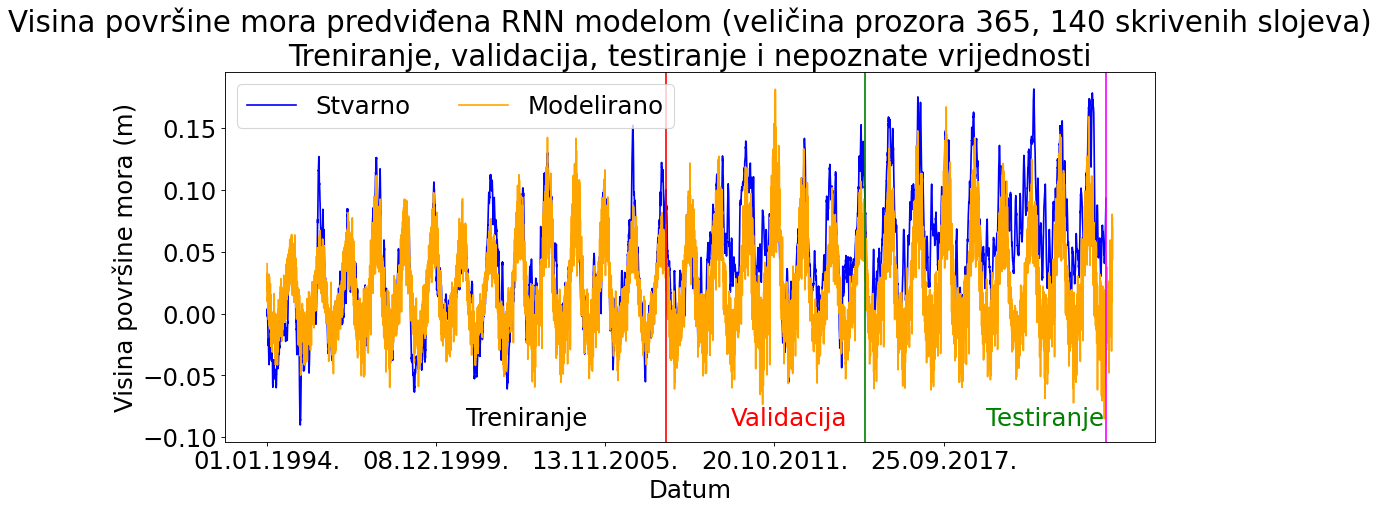 Visina površine mora predviđena RNN modelom (veličina prozora 365, 140 skrivenih slojeva)
Treniranje, validacija, testiranje i nepoznate vrijednosti
Stvarno Modelirano
Visina površine mora (m)
0.15
0.10
0.05
0.00
−0.05
−0.10
Treniranje Validacija Testiranje
01.01.1994. 08.12.1999. 13.11.2005. 20.10.2011. 25.09.2017.
Datum